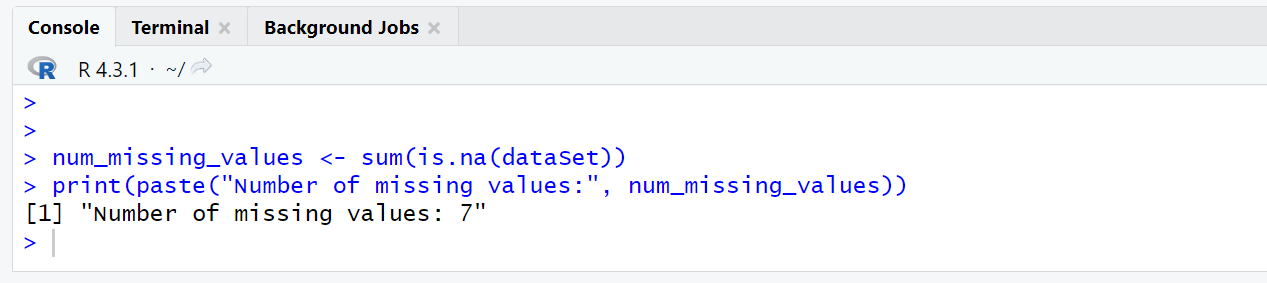 Console Terminal Background Jobs
R R 4.3.1 · ~/
>
>
> num_missing_values <- sum(is.na(dataSet))
> print(paste("Number of missing values:", num_missing_values))
[1] "Number of missing values: 7"
>